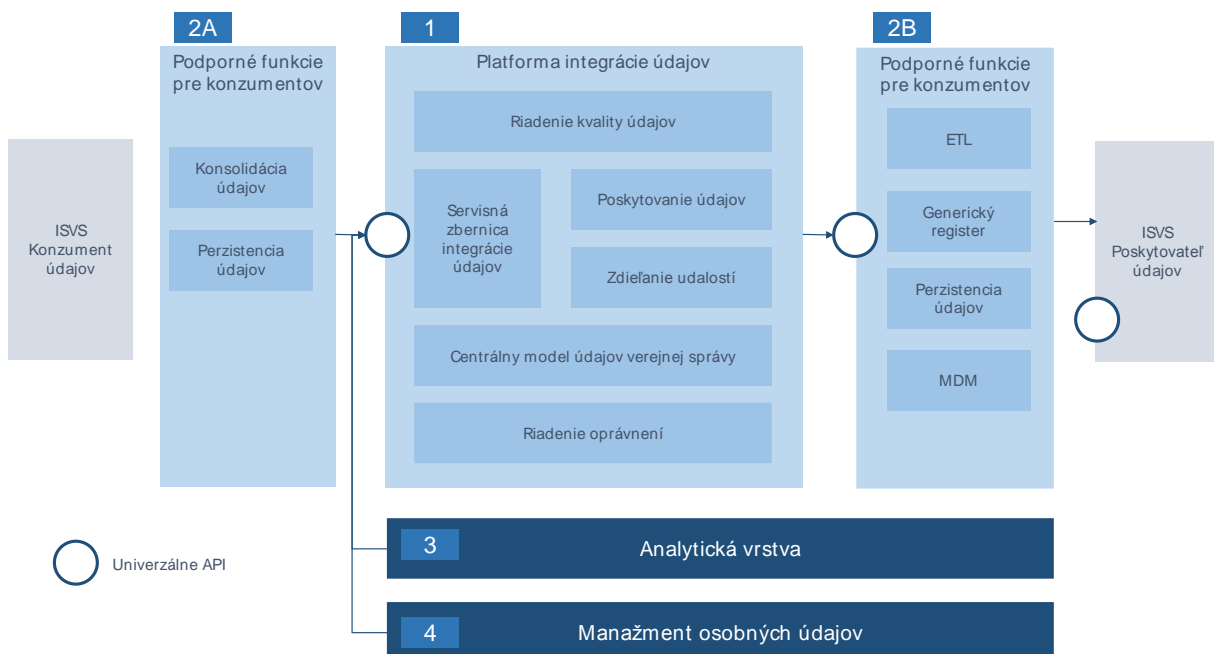 2A
Podporné funkcie
pre konzumentov
Konsolidácia
údajov
Perzistencia
údajov
ISVS
Konzument
údajov
1
Platforma integrácie údajov
Riadenie kvality údajov
Servisná
zbernica
integrácie
údajov
Poskytovanie údajov
Zdieľanie udalostí
Centrálny model údajov verejnej správy
Riadenie oprávnení
2B
Podporné funkcie
pre konzumentov
ETL
Generický
register
Perzistencia
údajov
MDM
ISVS
Poskytovateľ
údajov
3
Analytická vrstva
4
Manažment osobných údajov
Univerzálne API